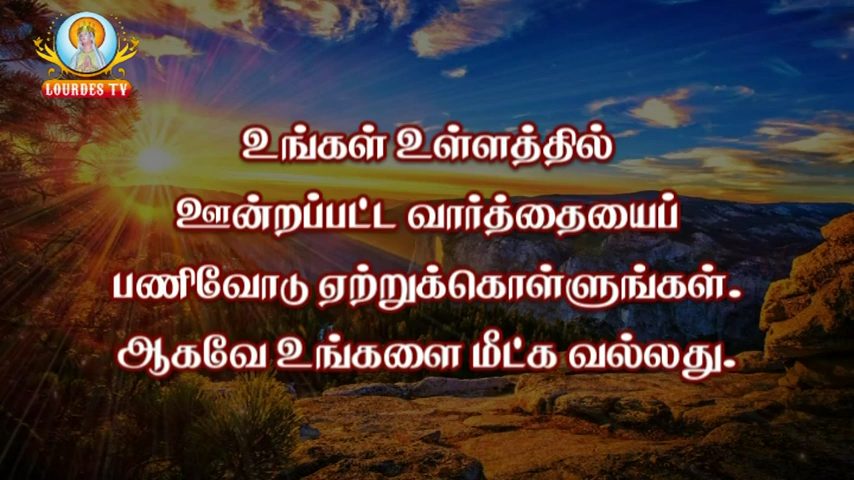 LOURDES TV
உங்கள் உள்ளத்தில்
ஊன்றப்பட்ட வார்த்தையைப்
பணிவோடு ஏற்றுக்கொள்ளுங்கள்.
ஆகவே உங்களை மீட்க வல்லது.